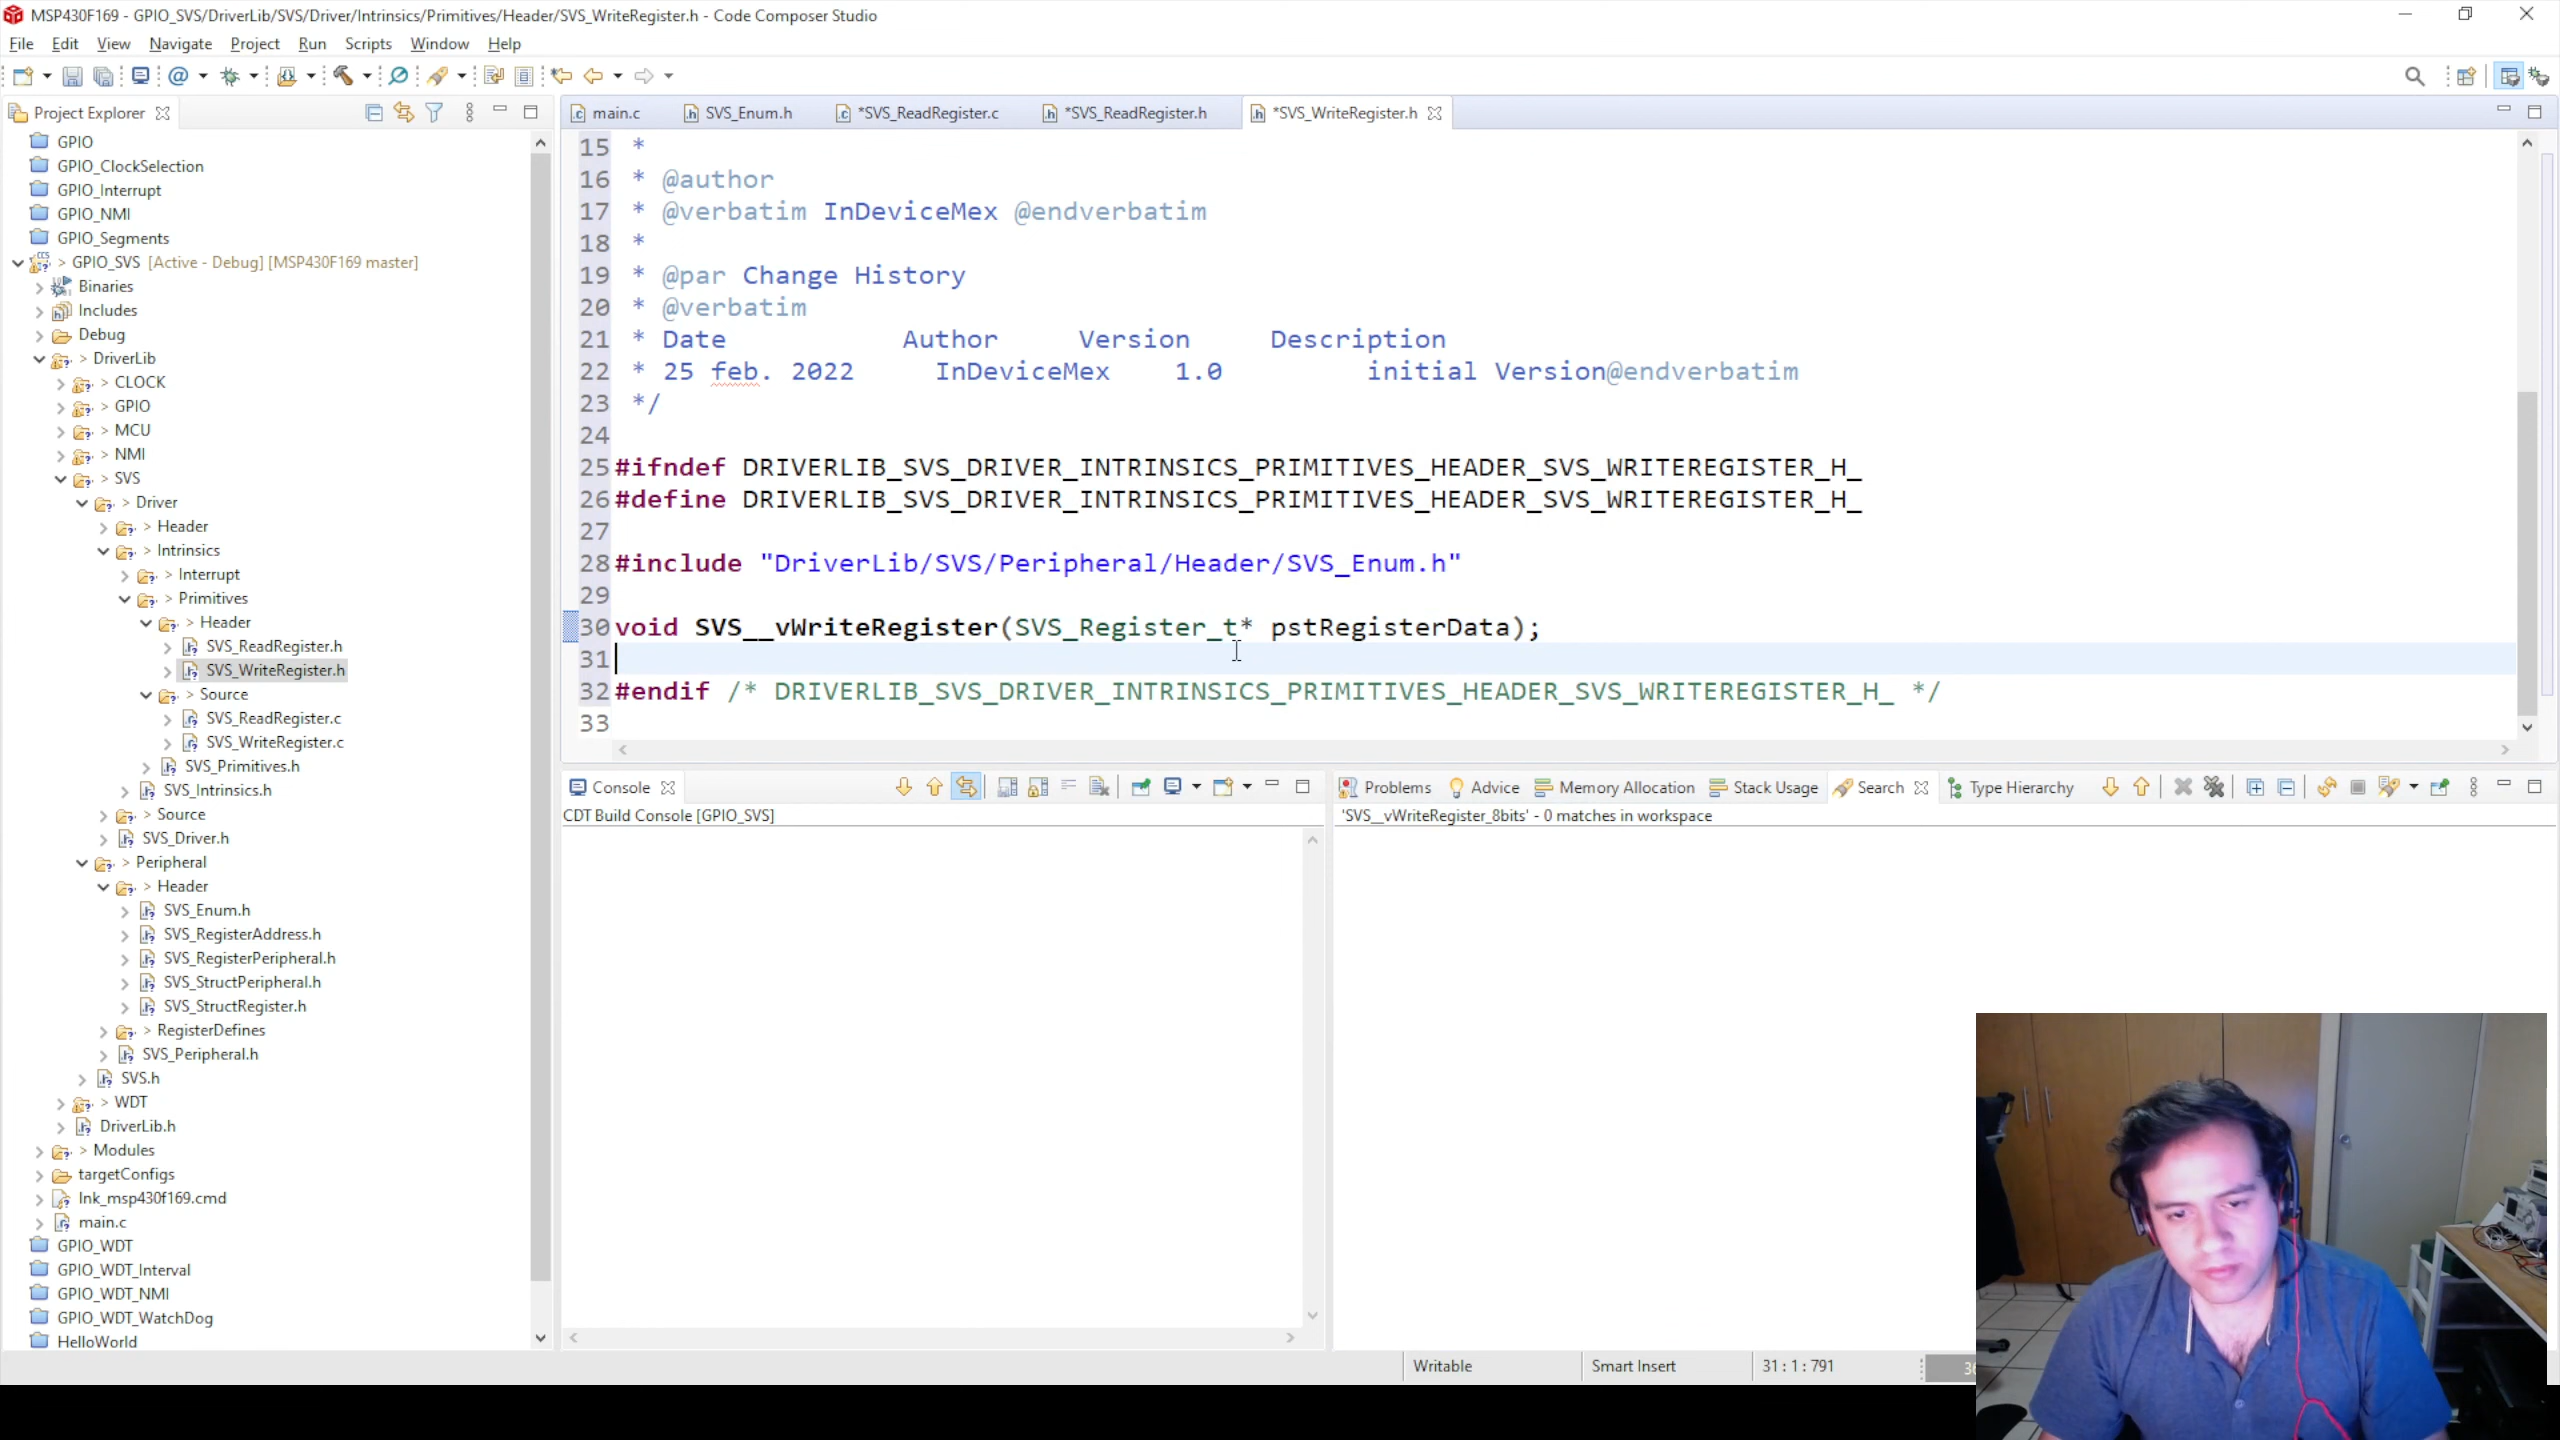 MSP430F169 - GPIO_SVS/DriverLib/SVS/Driver/Intrinsics/Primitives/Header/SVS_WriteRegister.h - Code Composer Studio
File Edit View Navigate Project Run Scripts Window Help
Project Explorer
GPIO
GPIO_ClockSelection
GPIO_Interrupt
GPIO_NMI
GPIO_Segments
> GPIO_SVS [Active - Debug] [MSP430F169 master]
Binaries
Includes
Debug
> DriverLib
> CLOCK
> GPIO
> MCU
> NMI
> SVS
> Driver
> Header
> Intrinsics
> Interrupt
> Primitives
> Header
SVS_ReadRegister.h
SVS_WriteRegister.h
> Source
SVS_ReadRegister.c
SVS_WriteRegister.c
SVS_Primitives.h
SVS_Intrinsics.h
> Source
SVS_Driver.h
> Peripheral
> Header
SVS_Enum.h
SVS_RegisterAddress.h
SVS_RegisterPeripheral.h
SVS_StructPeripheral.h
SVS_StructRegister.h
> RegisterDefines
SVS_Peripheral.h
SVS.h
> WDT
DriverLib.h
> Modules
targetConfigs
lnk_msp430f169.cmd
main.c
GPIO_WDT
GPIO_WDT_Interval
GPIO_WDT_NMI
GPIO_WDT_WatchDog
HelloWorld
main.c SVS_Enum.h *SVS_ReadRegister.c *SVS_ReadRegister.h *SVS_WriteRegister.h
15 *
16 * @author
17 * @verbatim InDeviceMex @endverbatim
18 *
19 * @par Change History
20 * @verbatim
21 * Date Author Version Description
22 * 25 feb. 2022 InDeviceMex 1.0 initial Version@endverbatim
23 */
24
25 #ifndef DRIVERLIB_SVS_DRIVER_INTRINSICS_PRIMITIVES_HEADER_SVS_WRITEREGISTER_H_
26 #define DRIVERLIB_SVS_DRIVER_INTRINSICS_PRIMITIVES_HEADER_SVS_WRITEREGISTER_H_
27
28 #include "DriverLib/SVS/Peripheral/Header/SVS_Enum.h"
29
30 void SVS__vWriteRegister(SVS_Register_t* pstRegisterData);
31
32 #endif /* DRIVERLIB_SVS_DRIVER_INTRINSICS_PRIMITIVES_HEADER_SVS_WRITEREGISTER_H_ */
33
Console
CDT Build Console [GPIO_SVS]
Problems Advice Memory Allocation Stack Usage Search Type Hierarchy
'SVS__vWriteRegister_8bits' - 0 matches in workspace
Writable Smart Insert 31 : 1 : 791